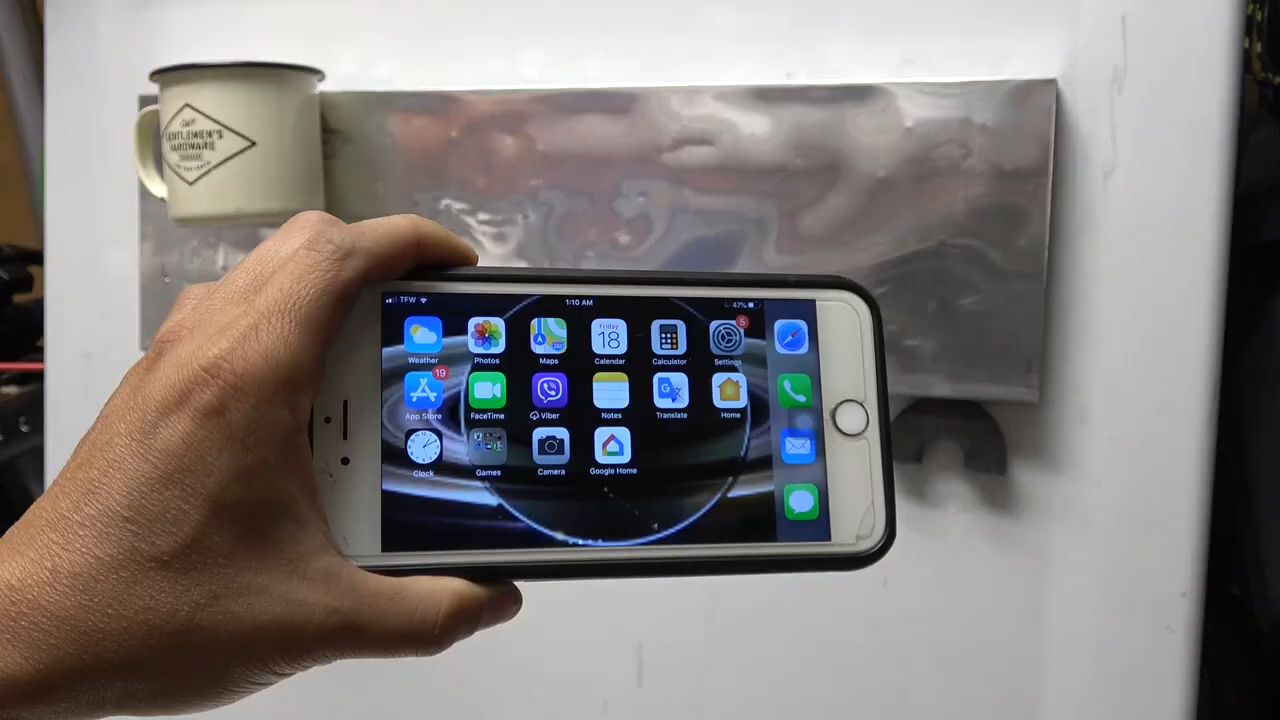 GENTLEMEN'S
HARDWARE
TFW
1:10 AM
47%
Weather
Photos
Maps
Friday
18
Calendar
Calculator
5
Settings
19
App Store
FaceTime
Viber
Notes
Translate
Home
Clock
Games
Camera
Google Home